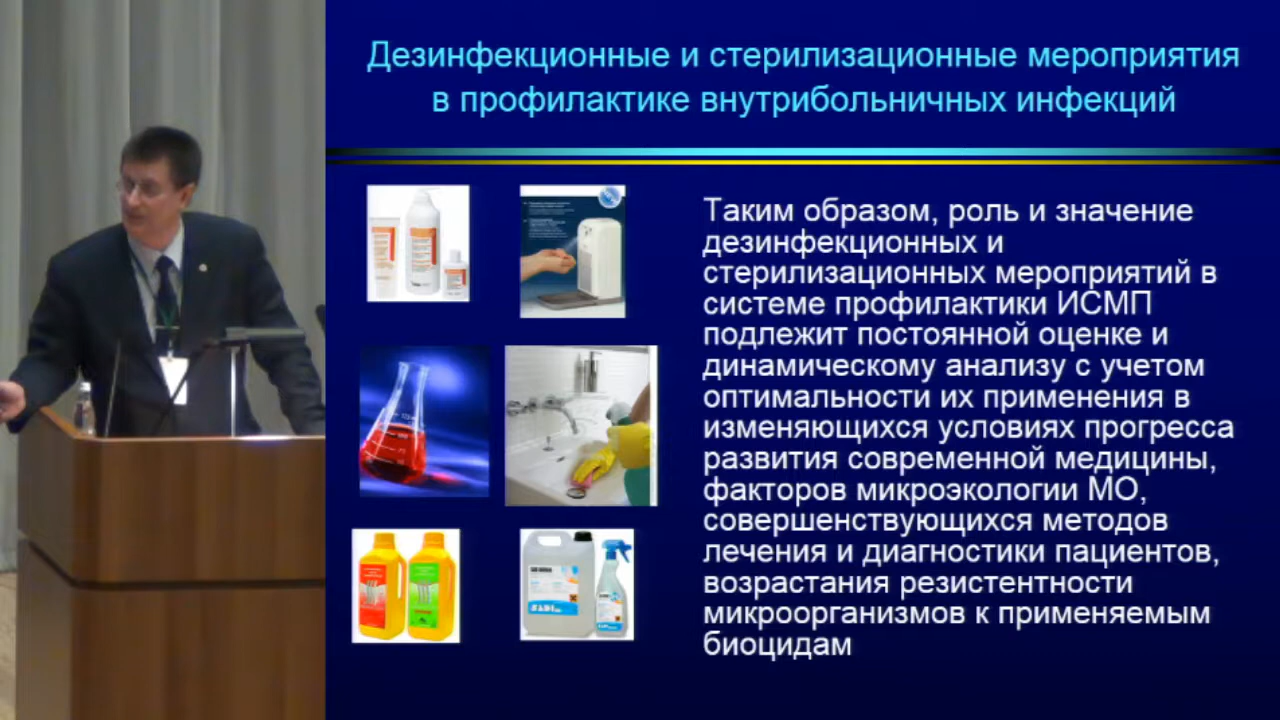 Дезинфекционные и стерилизационные мероприятия
в профилактике внутрибольничных инфекций
Таким образом, роль и значение
дезинфекционных и
стерилизационных мероприятий в
системе профилактики ИСМП
подлежит постоянной оценке и
динамическому анализу с учетом
оптимальности их применения в
изменяющихся условиях прогресса
развития современной медицины,
факторов микроэкологии МО,
совершенствующихся методов
лечения и диагностики пациентов,
возрастания резистентности
микроорганизмов к применяемым
биоцидам